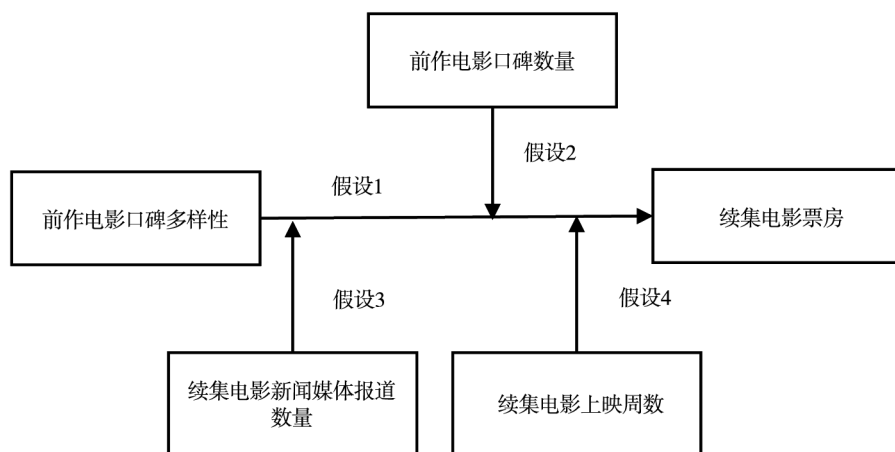 前作电影口碑数量
假设2
假设1
前作电影口碑多样性
续集电影票房
假设3
假设4
续集电影新闻媒体报道
数量
续集电影上映周数